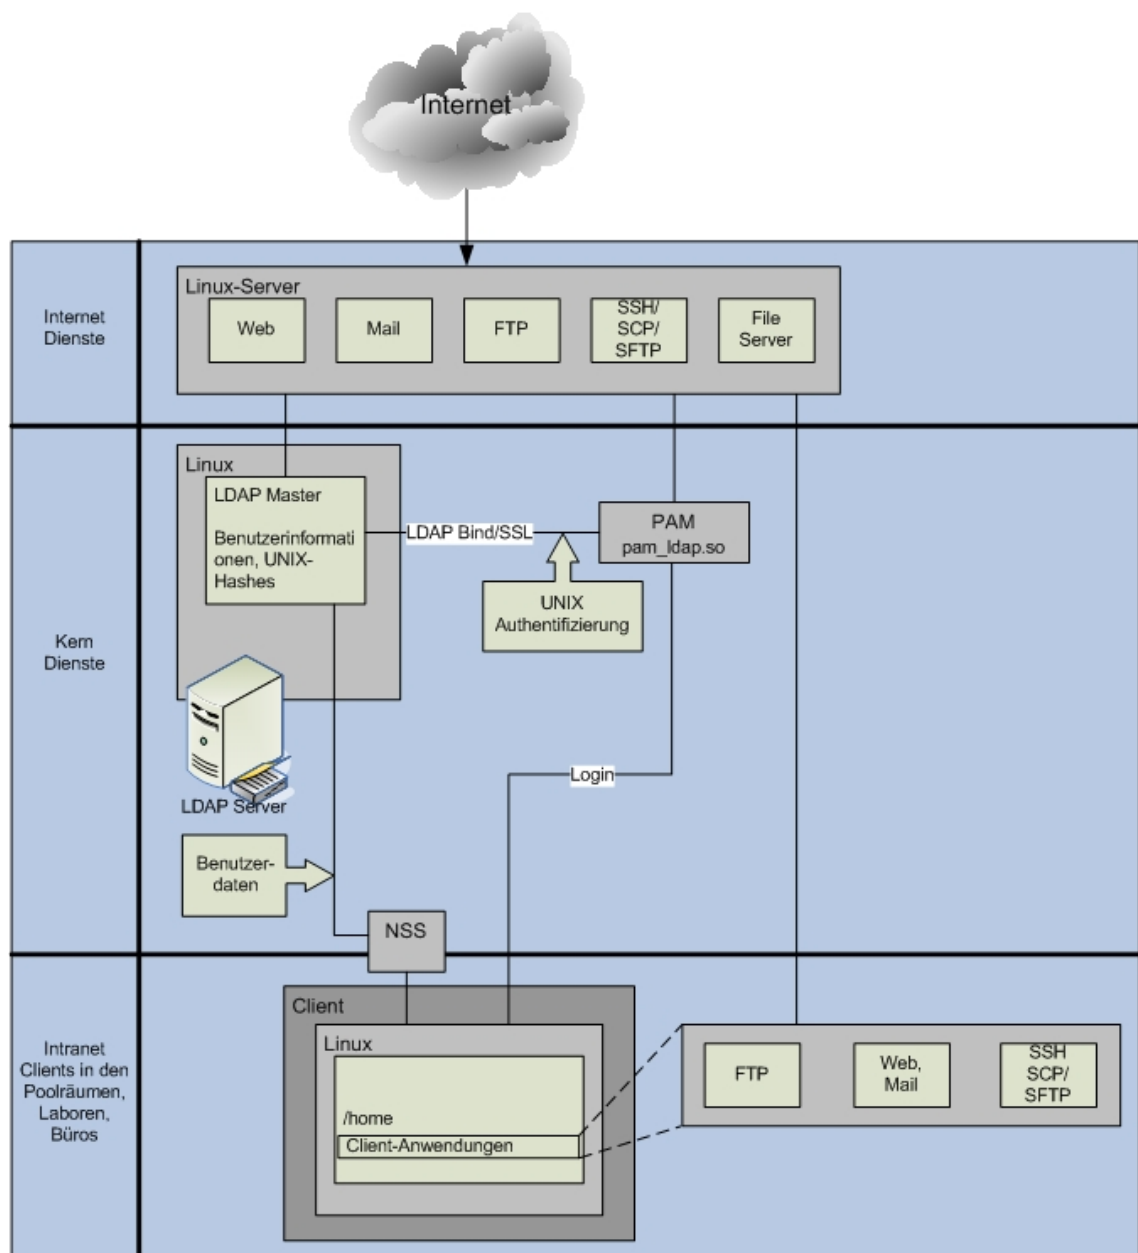 Internet
Internet
Dienste
Linux-Server
Web
Mail
FTP
SSH/
SCP/
SFTP
File
Server
Kern
Dienste
Linux
LDAP Master
Benutzerinformati
onen, UNIX-
Hashes
LDAP Bind/SSL
PAM
pam_ldap.so
UNIX
Authentifizierung
LDAP Server
Login
Benutzer-
daten
NSS
Intranet
Clients in den
Poolräumen,
Laboren,
Büros
Client
Linux
/home
Client-Anwendungen
FTP
Web,
Mail
SSH
SCP/
SFTP